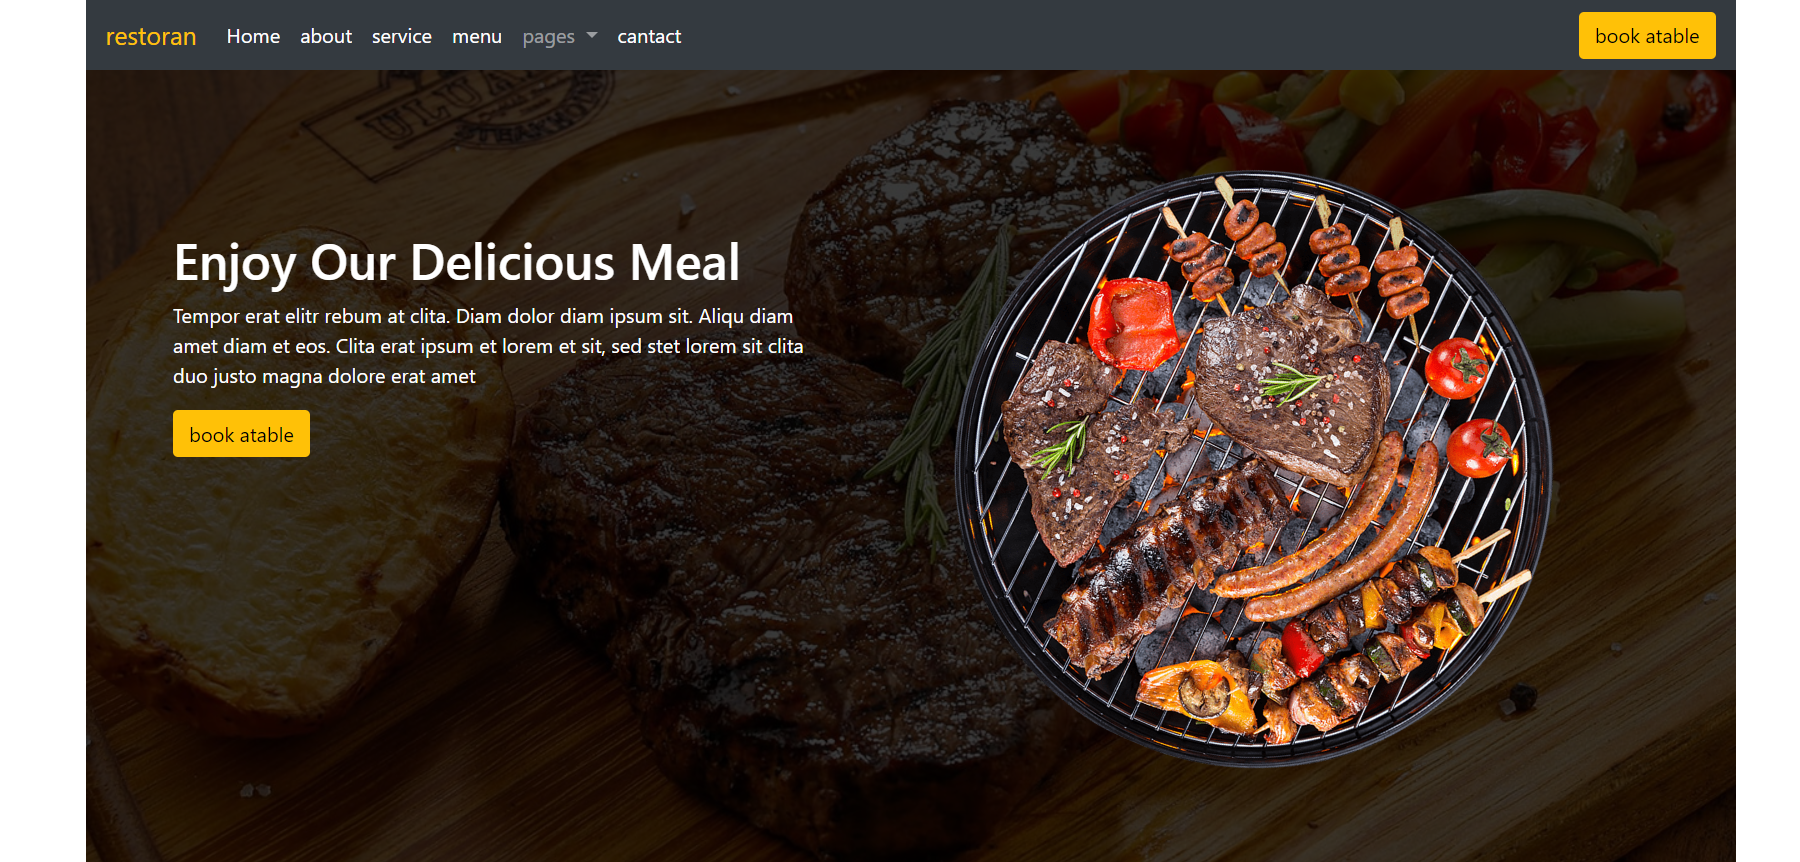 restoran Home about service menu pages cantact book atable
Enjoy Our Delicious Meal
Tempor erat elitr rebum at clita. Diam dolor diam ipsum sit. Aliqu diam
amet diam et eos. Clita erat ipsum et lorem et sit, sed stet lorem sit clita
duo justo magna dolore erat amet
book atable